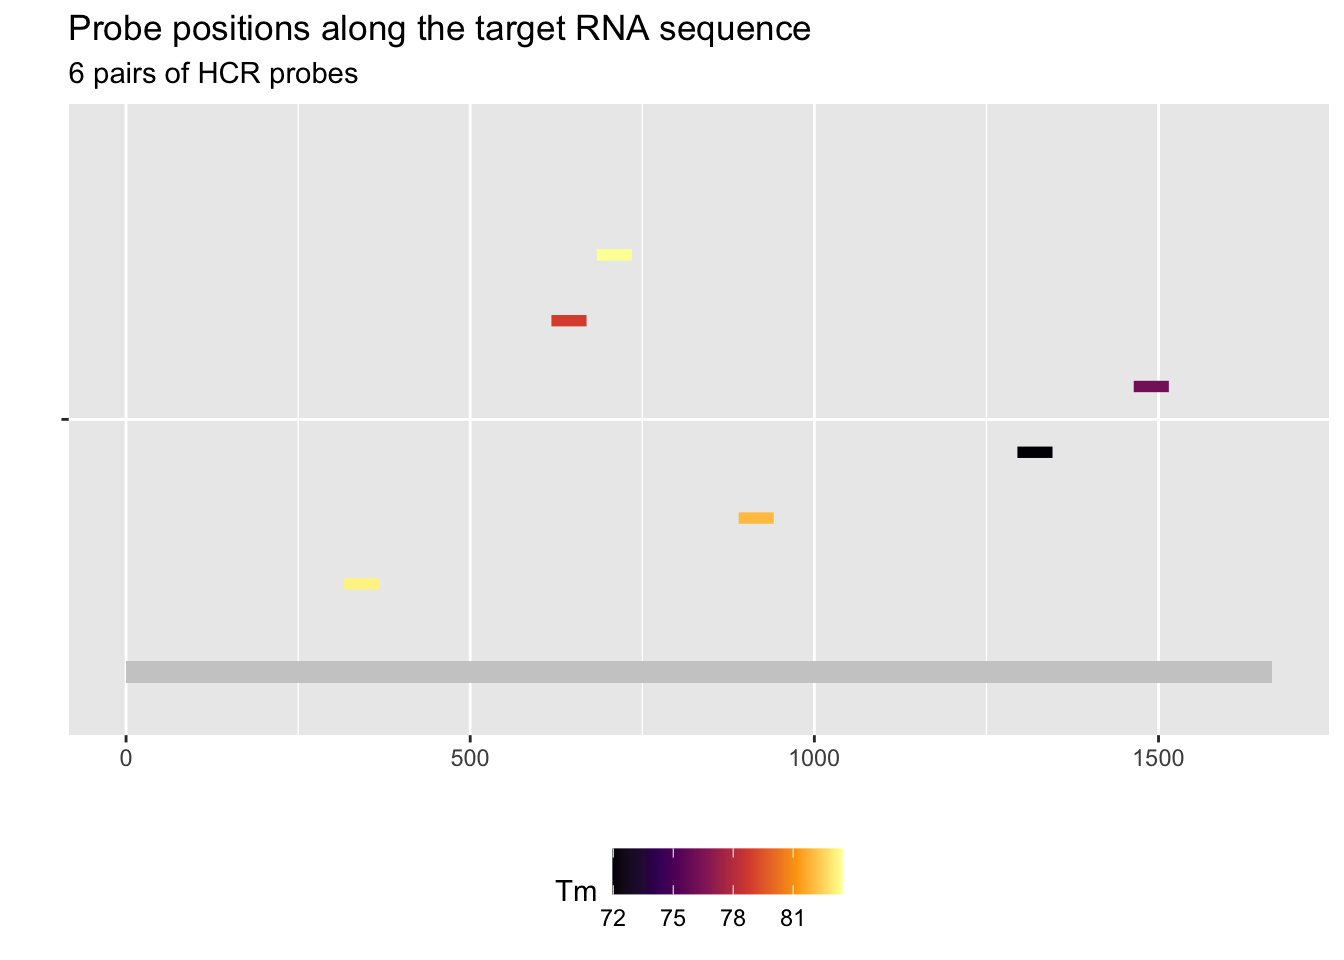 Probe positions along the target RNA sequence
6 pairs of HCR probes
0 500 1000 1500
Tm
72 75 78 81